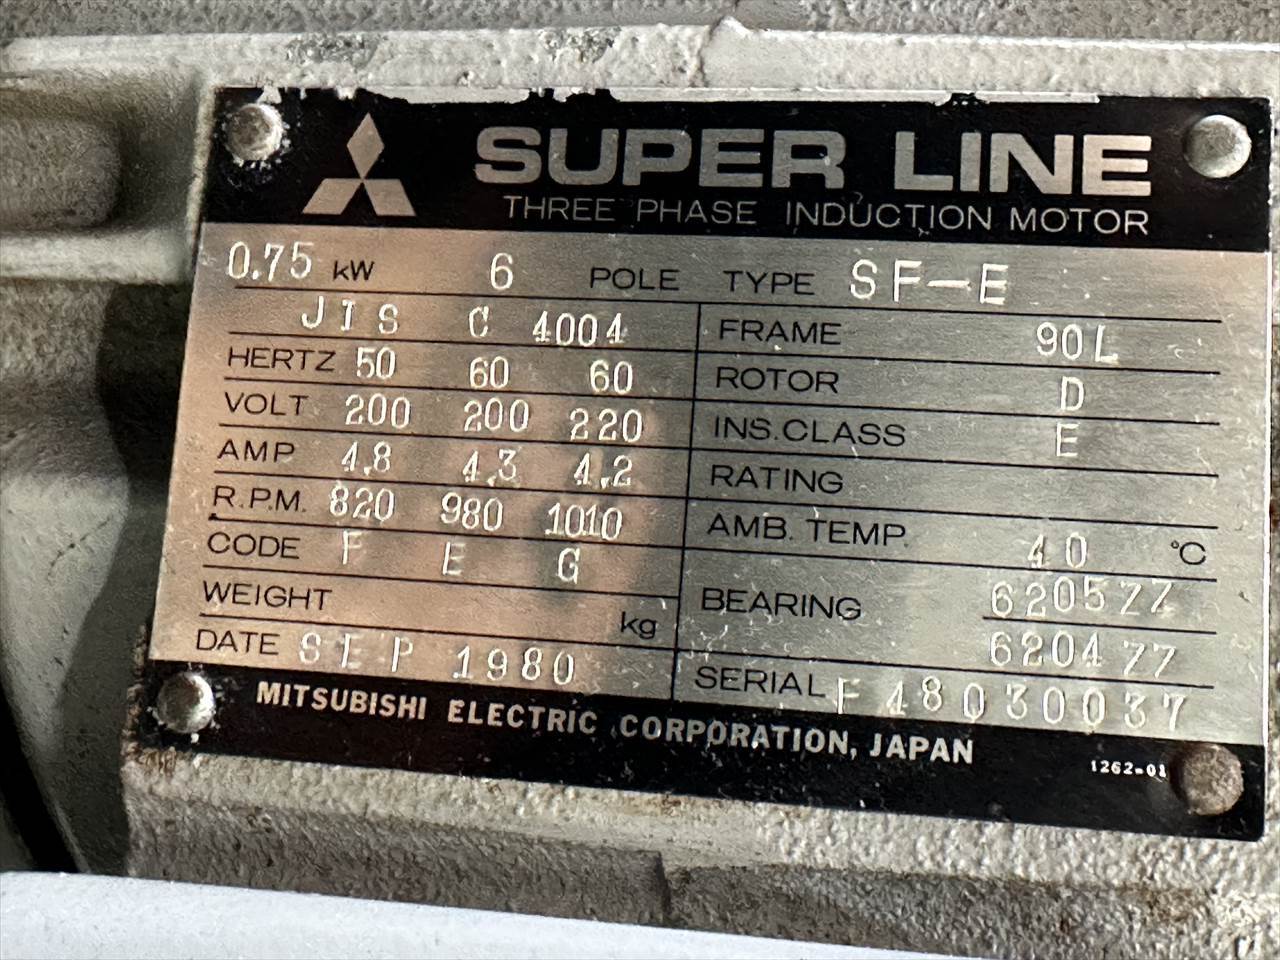 SUPER LINE
THREE PHASE INDUCTION MOTOR
0.75 kW 6 POLE TYPE SF-E
JIS C 4004
HERTZ 50 60 60
VOLT 200 200 220
AMP 4.8 4.3 4.2
R.P.M. 820 980 1010
CODE F E G
WEIGHT kg
DATE SEP 1980
FRAME 90L
ROTOR D
INS.CLASS E
RATING
AMB. TEMP. 40 °C
BEARING 6205ZZ
6204ZZ
SERIAL F48030037
MITSUBISHI ELECTRIC CORPORATION, JAPAN
1262-01